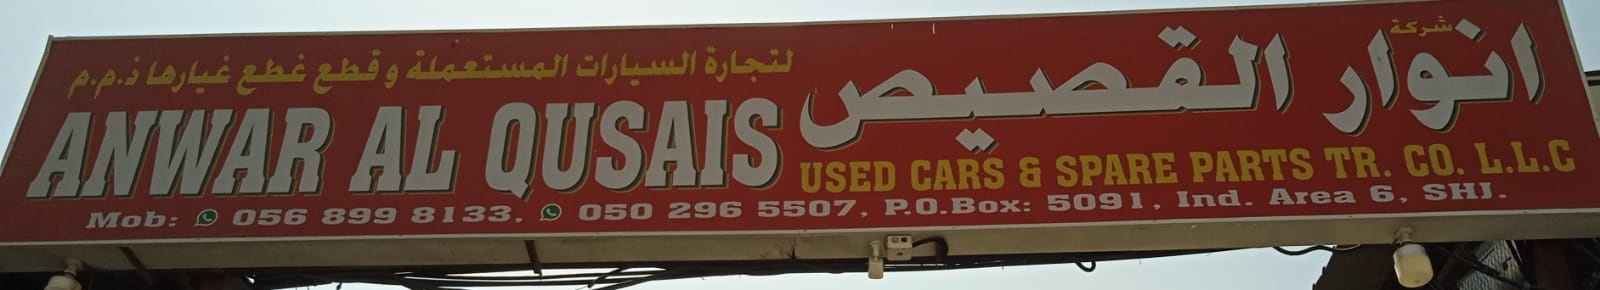 شركة
انوار القصيص
لتجارة السيارات المستعملة و قطع غيارها ذ.م.م
ANWAR AL QUSAIS
USED CARS & SPARE PARTS TR. CO. L.L.C
Mob: 056 899 8133, 050 296 5507, P.O.Box: 5091, Ind. Area 6, SHJ.